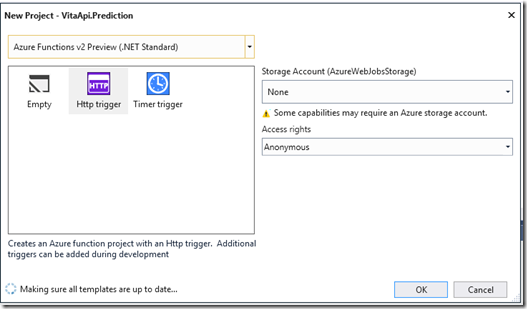 New Project - VitaApi.Prediction
Azure Functions v2 Preview (.NET Standard)
Empty
HTTP
Http trigger
Timer trigger
Storage Account (AzureWebJobsStorage)
None
Some capabilities may require an Azure storage account.
Access rights
Anonymous
Creates an Azure function project with an Http trigger. Additional
triggers can be added during development
Making sure all templates are up to date...
OK
Cancel